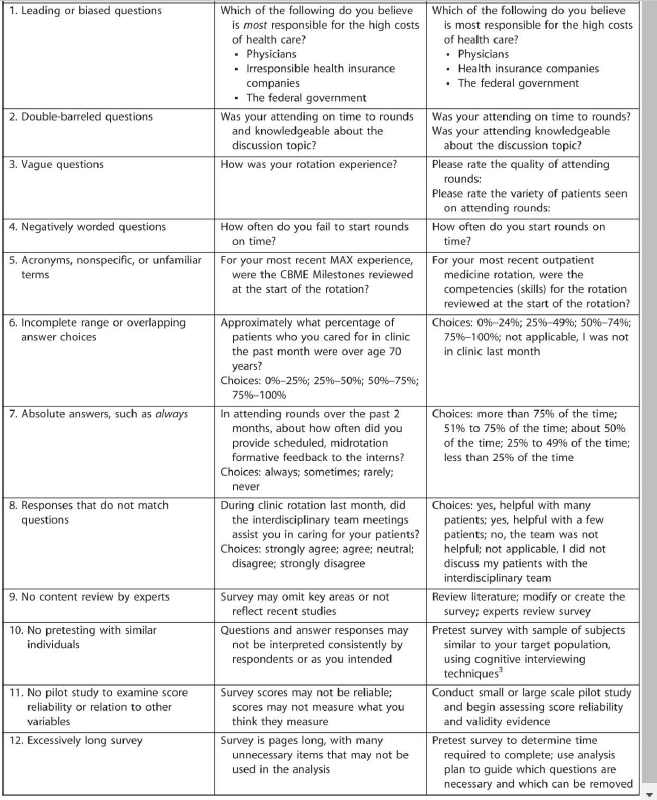 1. Leading or biased questions
Which of the following do you believe
is most responsible for the high costs
of health care?
• Physicians
• Irresponsible health insurance
companies
• The federal government
Which of the following do you believe
is most responsible for the high costs
of health care?
• Physicians
• Health insurance companies
• The federal government
2. Double-barreled questions
Was your attending on time to rounds
and knowledgeable about the
discussion topic?
Was your attending on time to rounds?
Was your attending knowledgeable
about the discussion topic?
3. Vague questions
How was your rotation experience?
Please rate the quality of attending
rounds:
Please rate the variety of patients seen
on attending rounds:
4. Negatively worded questions
How often do you fail to start rounds
on time?
How often do you start rounds on
time?
5. Acronyms, nonspecific, or unfamiliar
terms
For your most recent MAX experience,
were the CBME Milestones reviewed
at the start of the rotation?
For your most recent outpatient
medicine rotation, were the
competencies (skills) for the rotation
reviewed at the start of the rotation?
6. Incomplete range or overlapping
answer choices
Approximately what percentage of
patients who you cared for in clinic
the past month were over age 70
years?
Choices: 0%–25%; 25%–50%; 50%–75%;
75%–100%
Choices: 0%–24%; 25%–49%; 50%–74%;
75%–100%; not applicable, I was not
in clinic last month
7. Absolute answers, such as always
In attending rounds over the past 2
months, about how often did you
provide scheduled, midrotation
formative feedback to the interns?
Choices: always; sometimes; rarely;
never
Choices: more than 75% of the time;
51% to 75% of the time; about 50%
of the time; 25% to 49% of the time;
less than 25% of the time
8. Responses that do not match
questions
During clinic rotation last month, did
the interdisciplinary team meetings
assist you in caring for your patients?
Choices: strongly agree; agree; neutral;
disagree; strongly disagree
Choices: yes, helpful with many
patients; yes, helpful with a few
patients; no, the team was not
helpful; not applicable, I did not
discuss my patients with the
interdisciplinary team
9. No content review by experts
Survey may omit key areas or not
reflect recent studies
Review literature; modify or create the
survey; experts review survey
10. No pretesting with similar
individuals
Questions and answer responses may
not be interpreted consistently by
respondents or as you intended
Pretest survey with sample of subjects
similar to your target population,
using cognitive interviewing
techniques³
11. No pilot study to examine score
reliability or relation to other
variables
Survey scores may not be reliable;
scores may not measure what you
think they measure
Conduct small or large scale pilot study
and begin assessing score reliability
and validity evidence
12. Excessively long survey
Survey is pages long, with many
unnecessary items that may not be
used in the analysis
Pretest survey to determine time
required to complete; use analysis
plan to guide which questions are
necessary and which can be removed